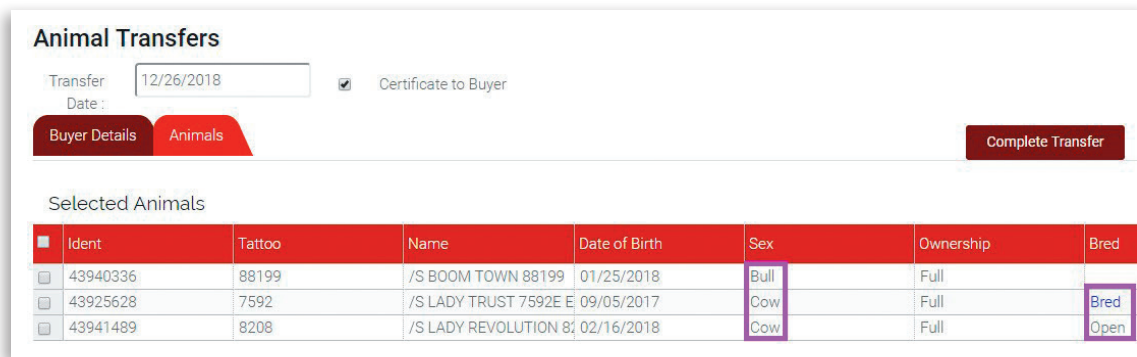 Animal Transfers
Transfer Date : 12/26/2018 Certificate to Buyer
Buyer Details Animals Complete Transfer
Selected Animals
Ident Tattoo Name Date of Birth Sex Ownership Bred
43940336 88199 /S BOOM TOWN 88199 01/25/2018 Bull Full
43925628 7592 /S LADY TRUST 7592E E 09/05/2017 Cow Full Bred
43941489 8208 /S LADY REVOLUTION 82 02/16/2018 Cow Full Open